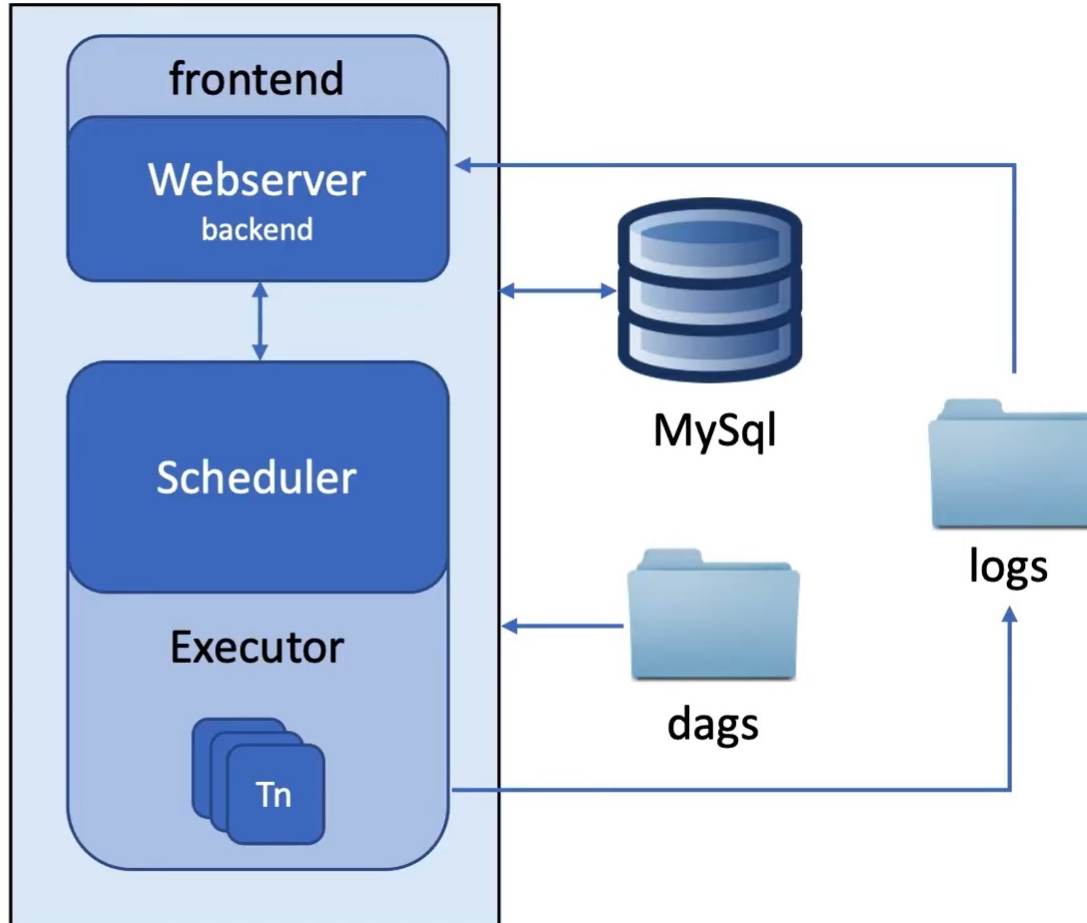 frontend
Webserver
backend
MySql
Scheduler
logs
Executor
dags
Tn